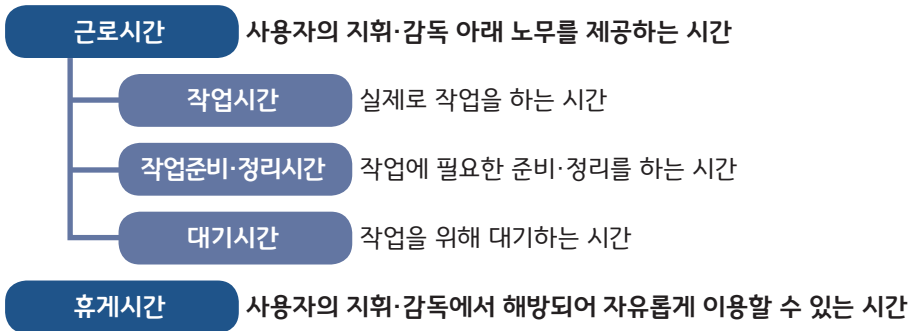 근로시간 사용자의 지휘·감독 아래 노무를 제공하는 시간
작업시간 실제로 작업을 하는 시간
작업준비·정리시간 작업에 필요한 준비·정리를 하는 시간
대기시간 작업을 위해 대기하는 시간
휴게시간 사용자의 지휘·감독에서 해방되어 자유롭게 이용할 수 있는 시간